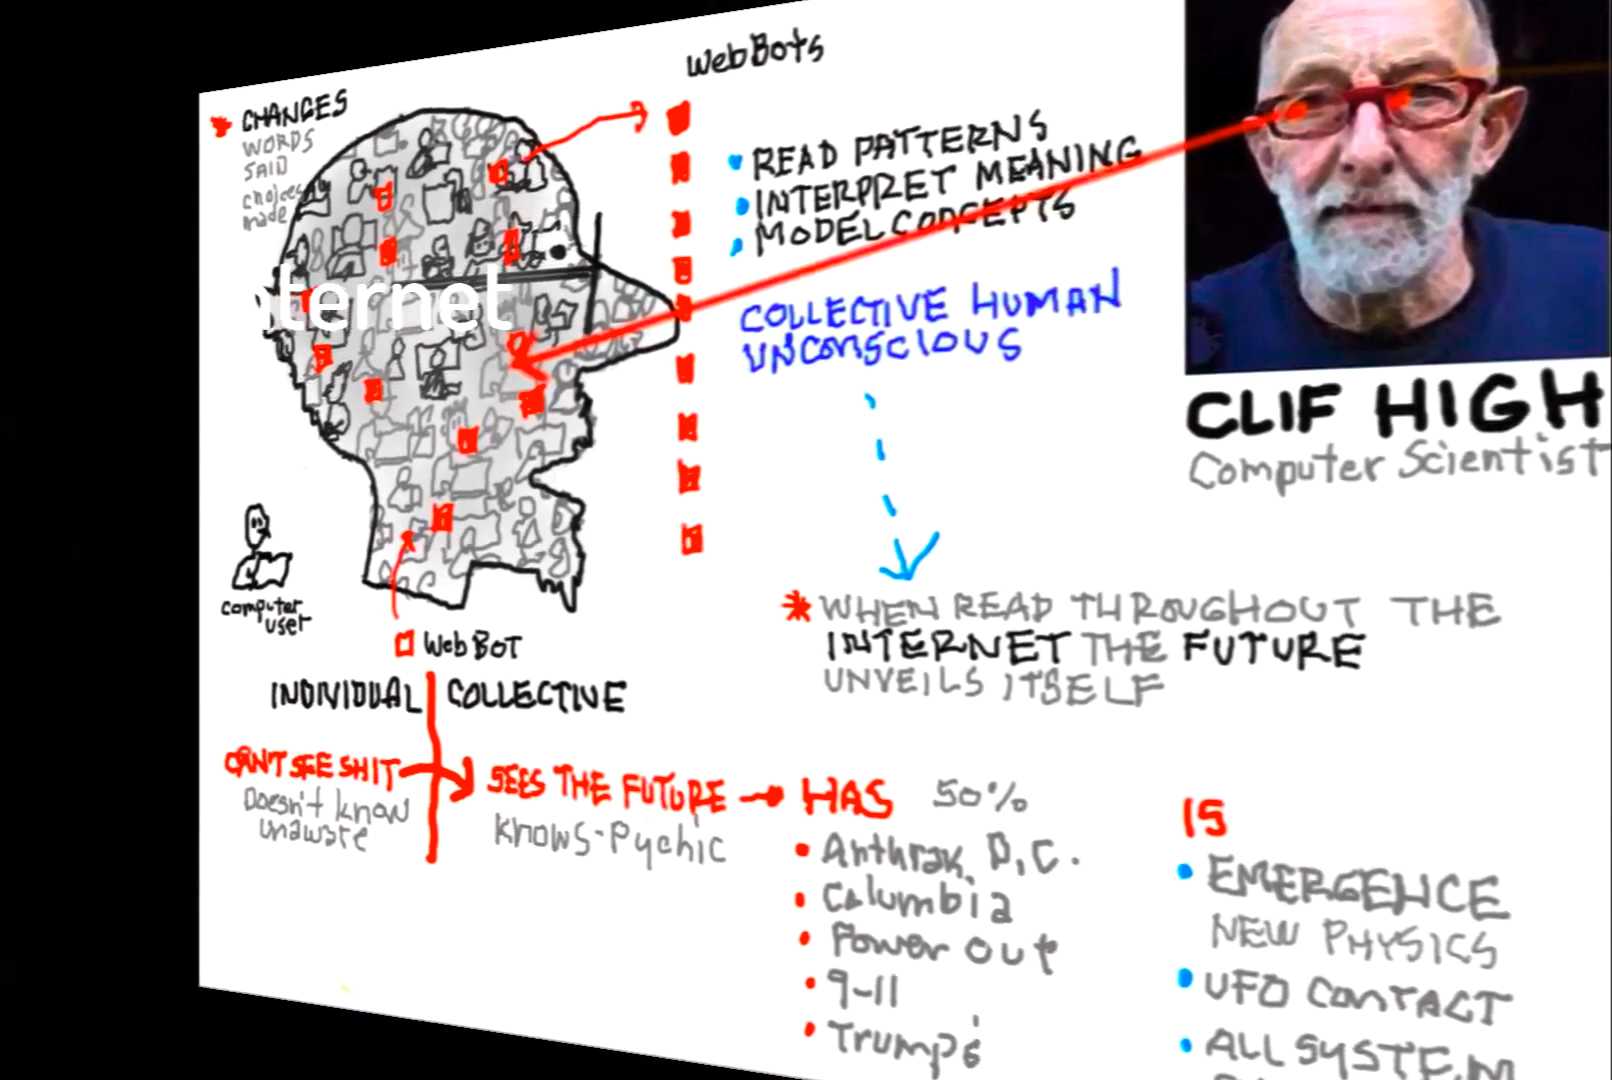 WebBots
CHANGES
WORDS
SAID
choices
made
READ PATTERNS
INTERPRET MEANING
MODEL CONCEPTS
nternet
COLLECTIVE HUMAN
UNCONSCIOUS
CLIF HIGH
Computer Scientist
computer
user
WebBOT
WHEN READ THROUGHOUT THE
INTERNET THE FUTURE
UNVEILS ITSELF
INDIVIDUAL COLLECTIVE
CAN'T SEE SHIT
Doesn't know
unaware
SEES THE FUTURE
KNOWS-Pychic
HAS 50%
Anthrax D.C.
Columbia
Power Out
9-11
Trump's
IS
EMERGENCE
NEW PHYSICS
UFO CONTACT
ALL SYSTEM